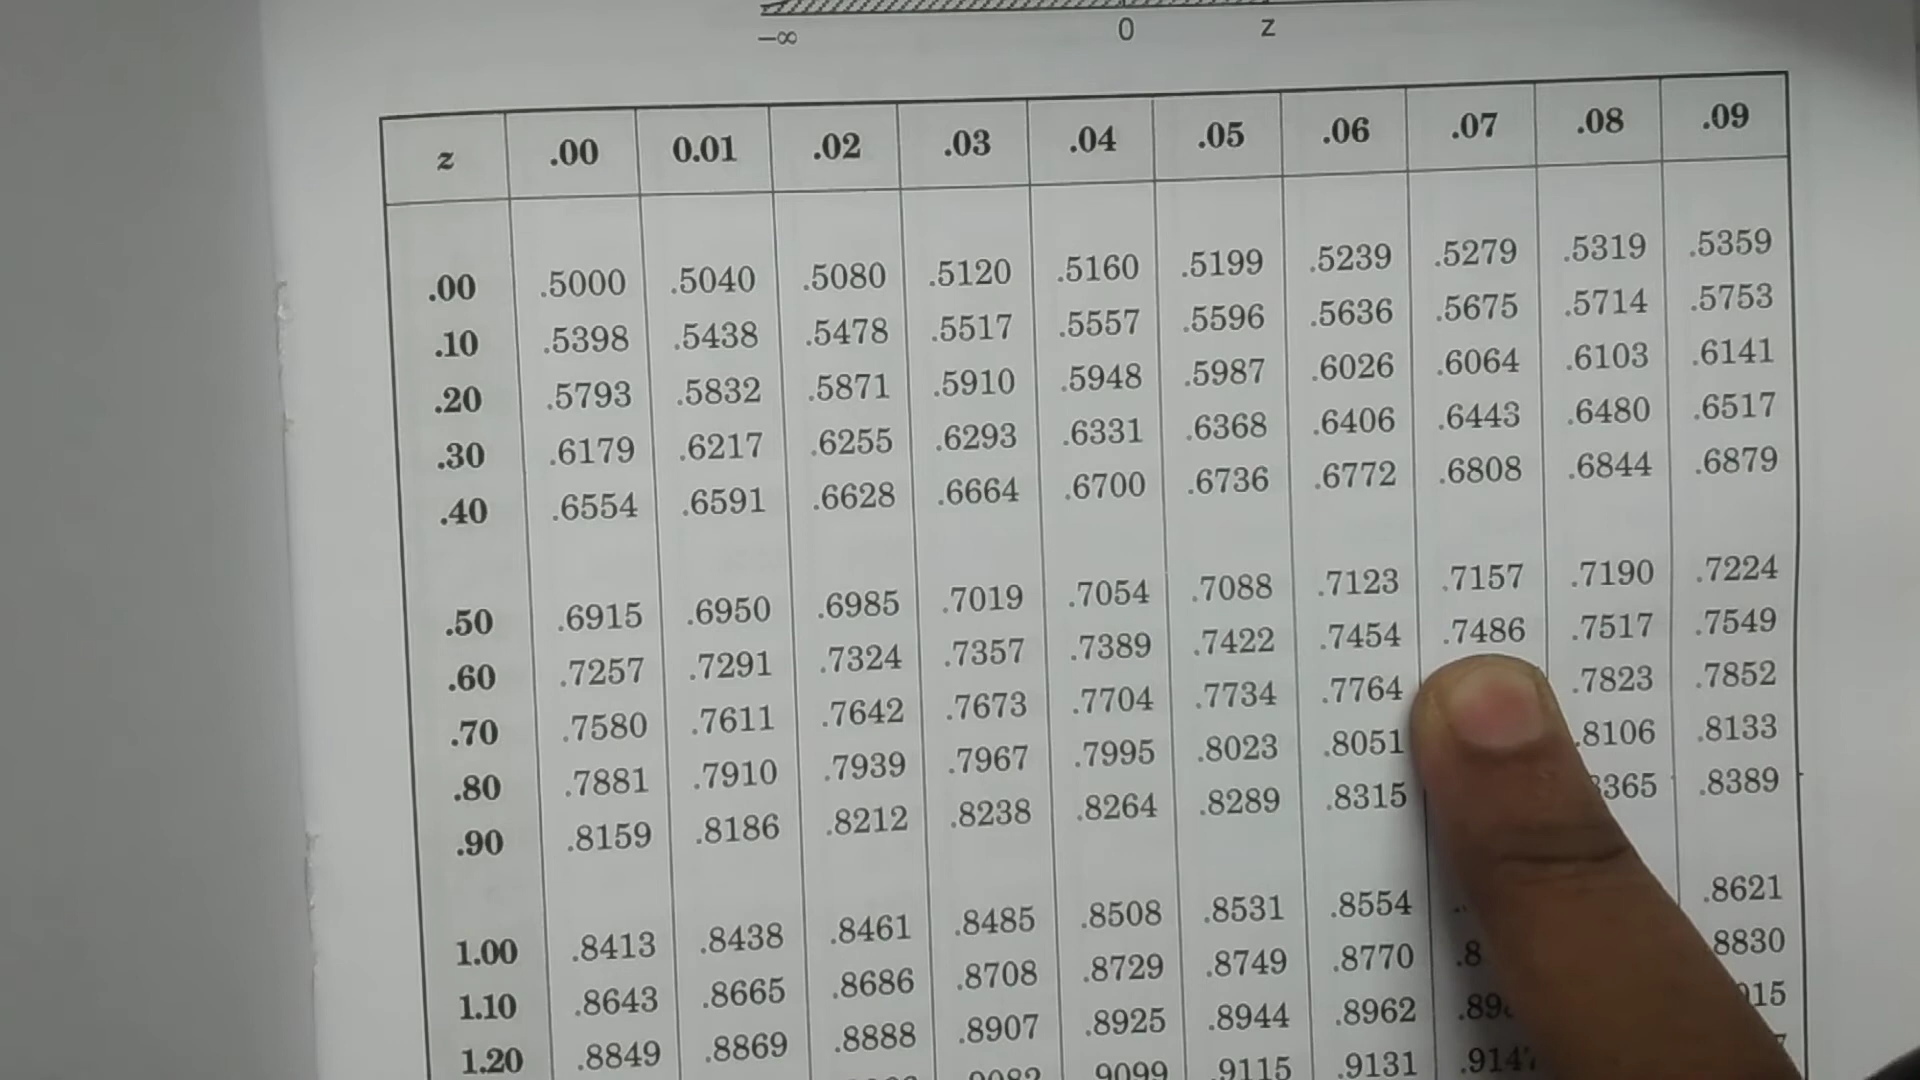 −∞ 0 z
z .00 0.01 .02 .03 .04 .05 .06 .07 .08 .09
.00 .5000 .5040 .5080 .5120 .5160 .5199 .5239 .5279 .5319 .5359
.10 .5398 .5438 .5478 .5517 .5557 .5596 .5636 .5675 .5714 .5753
.20 .5793 .5832 .5871 .5910 .5948 .5987 .6026 .6064 .6103 .6141
.30 .6179 .6217 .6255 .6293 .6331 .6368 .6406 .6443 .6480 .6517
.40 .6554 .6591 .6628 .6664 .6700 .6736 .6772 .6808 .6844 .6879
.50 .6915 .6950 .6985 .7019 .7054 .7088 .7123 .7157 .7190 .7224
.60 .7257 .7291 .7324 .7357 .7389 .7422 .7454 .7486 .7517 .7549
.70 .7580 .7611 .7642 .7673 .7704 .7734 .7764 .7823 .7852
.80 .7881 .7910 .7939 .7967 .7995 .8023 .8051 .8106 .8133
.90 .8159 .8186 .8212 .8238 .8264 .8289 .8315 .8389
1.00 .8413 .8438 .8461 .8485 .8508 .8531 .8554 .8621
1.10 .8643 .8665 .8686 .8708 .8729 .8749 .8770 .8830
1.20 .8849 .8869 .8888 .8907 .8925 .8944 .8962
.9099 .9115 .9131 .9147